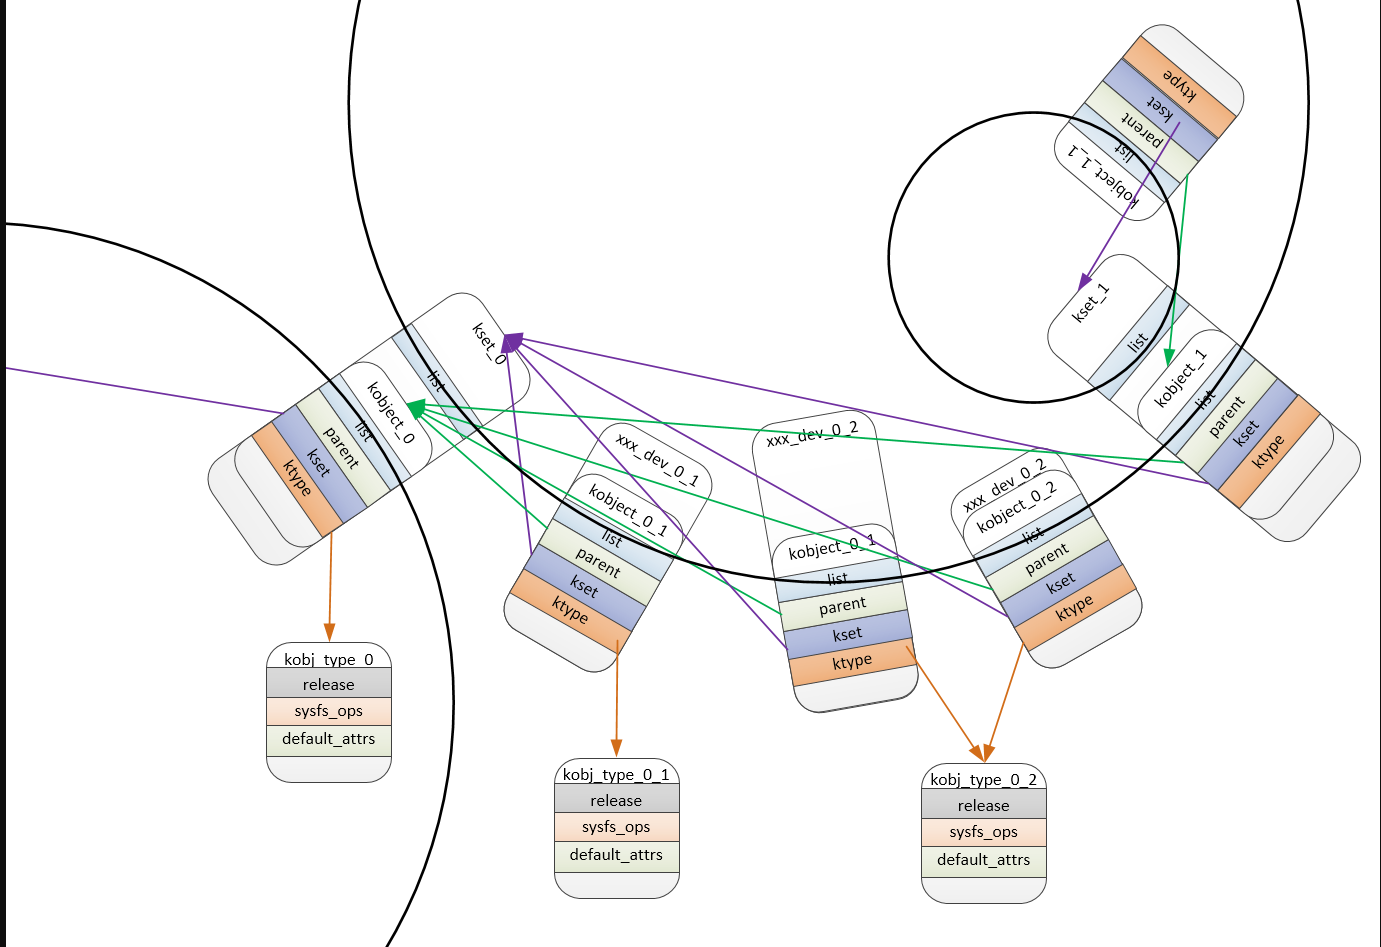 ktype
kset
parent
list
kobject_1_1
kset_1
list
kobject_1
list
parent
kset
ktype
kset_0
list
kobject_0
list
parent
kset
ktype
xxx_dev_0_1
kobject_0_1
list
parent
kset
ktype
xxx_dev_0_2
kobject_0_1
list
parent
kset
ktype
xxx_dev_0_2
kobject_0_2
list
parent
kset
ktype
kobj_type_0
release
sysfs_ops
default_attrs
kobj_type_0_1
release
sysfs_ops
default_attrs
kobj_type_0_2
release
sysfs_ops
default_attrs